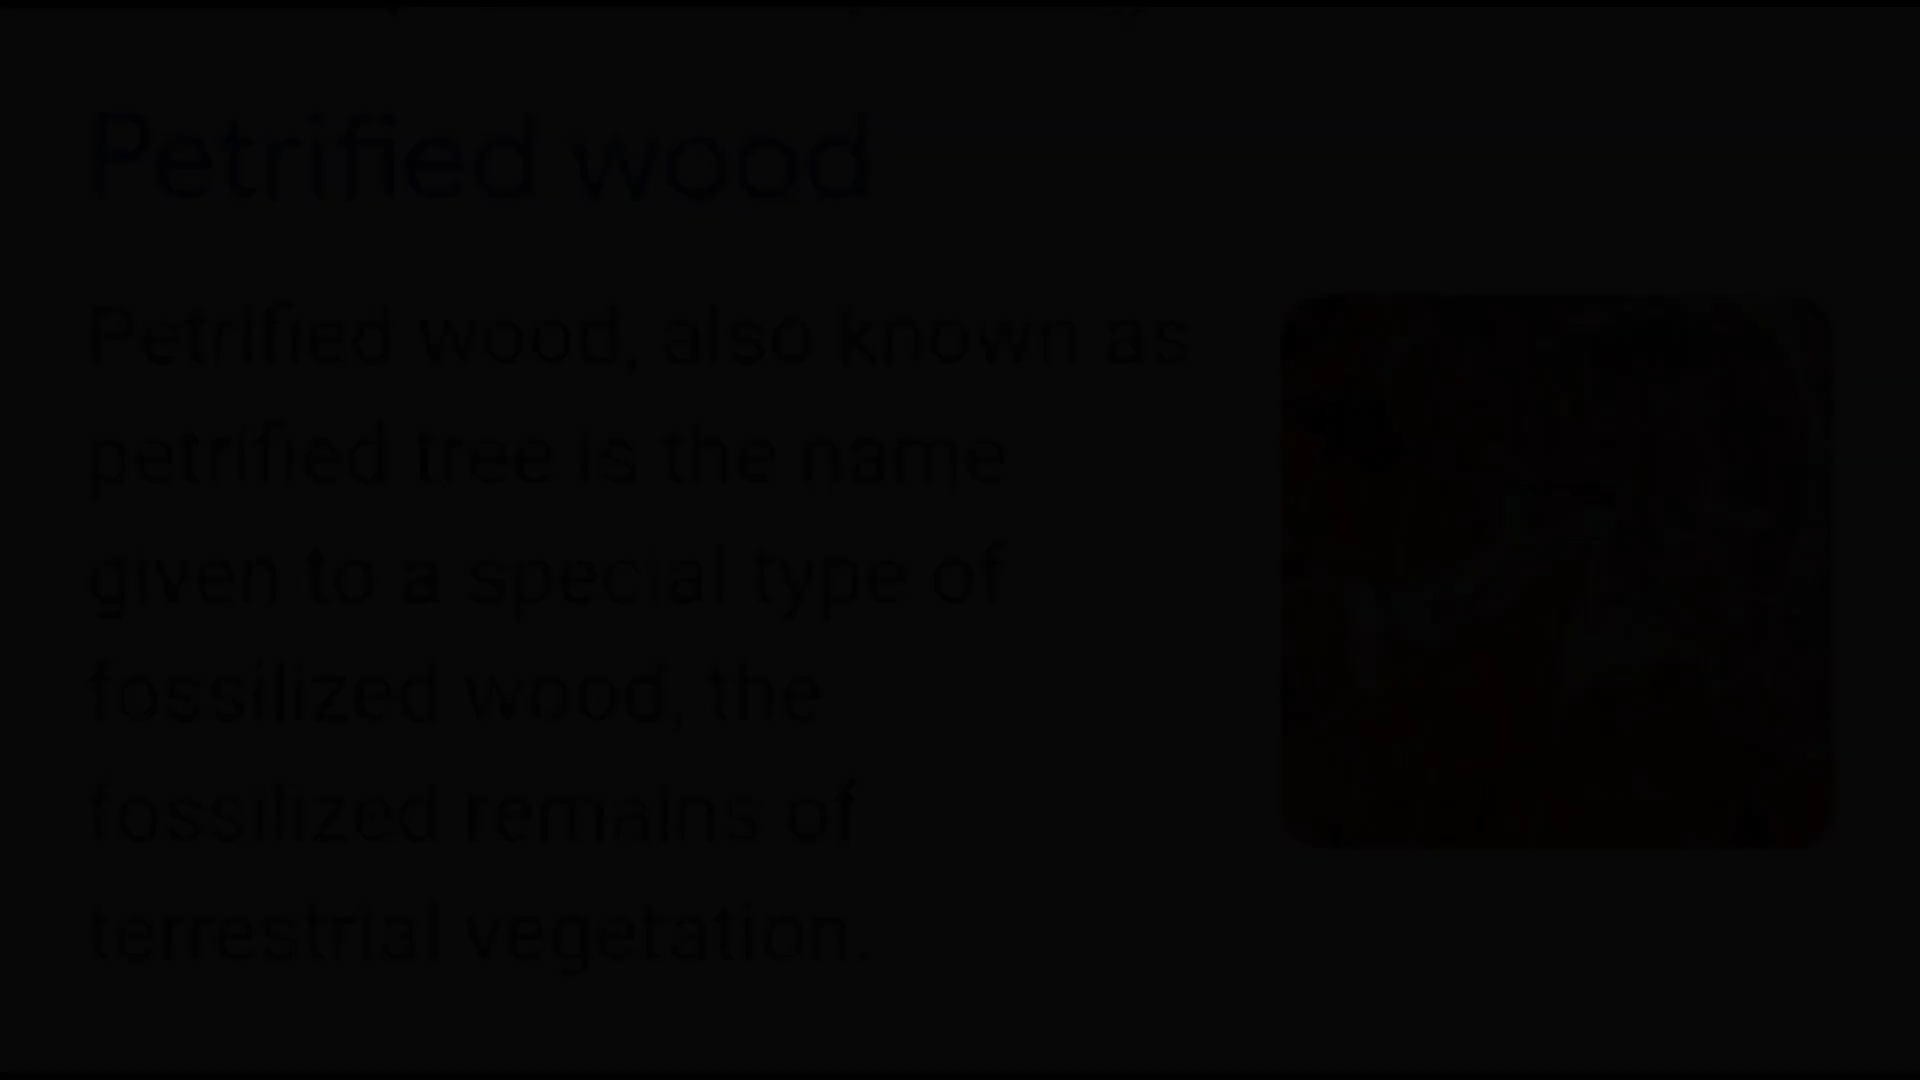 Petrified wood
Petrified wood, also known as
petrified tree is the name
given to a special type of
fossilized wood, the
fossilized remains of
terrestrial vegetation.